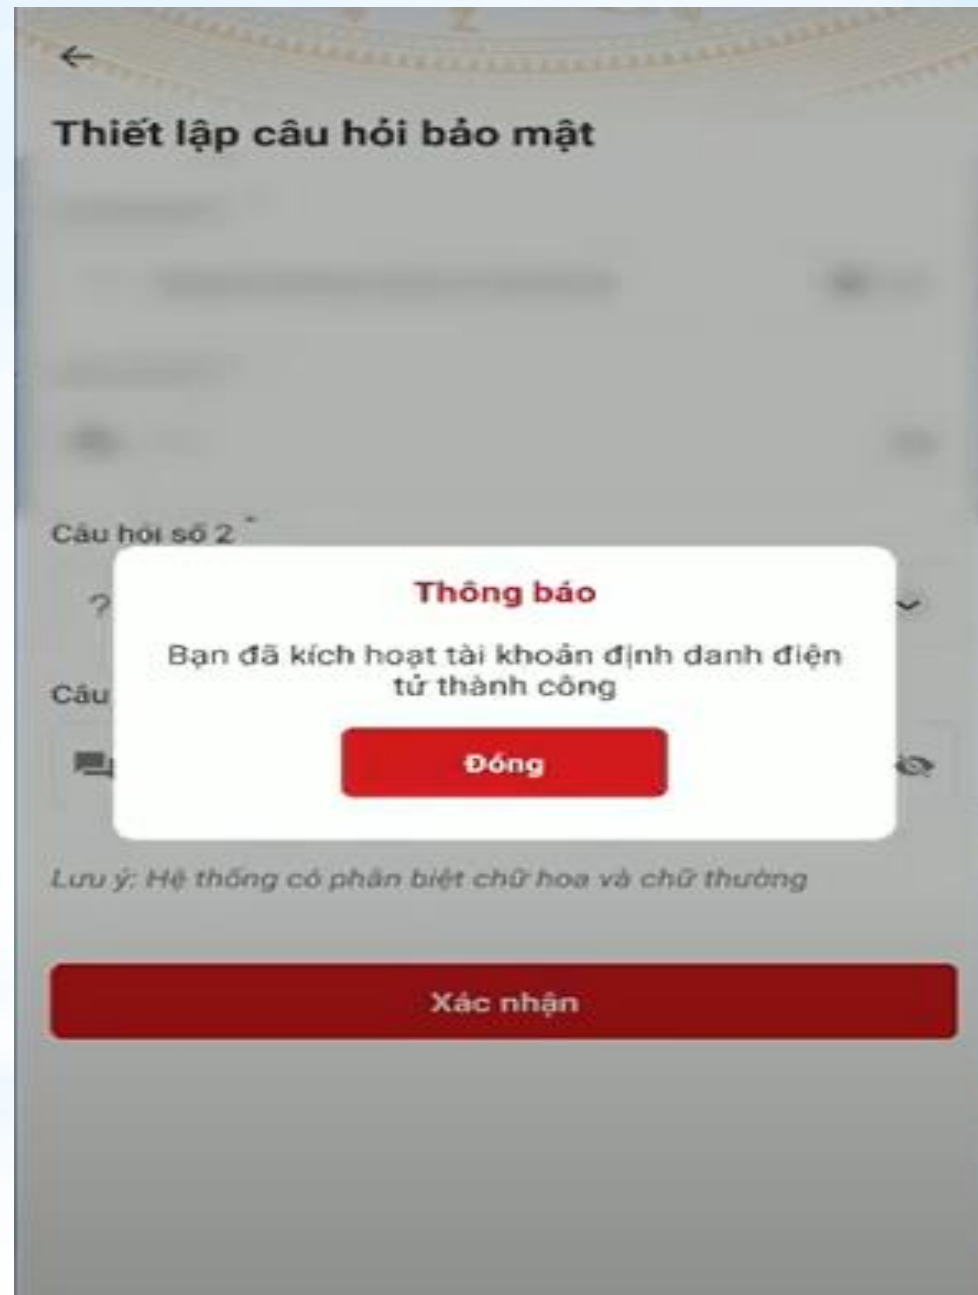 Thiết lập câu hỏi bảo mật
Câu hỏi số 2 *
?
Thông báo
Bạn đã kích hoạt tài khoản định danh điện
tử thành công
Câu
Đóng
Lưu ý: Hệ thống có phân biệt chữ hoa và chữ thường
Xác nhận